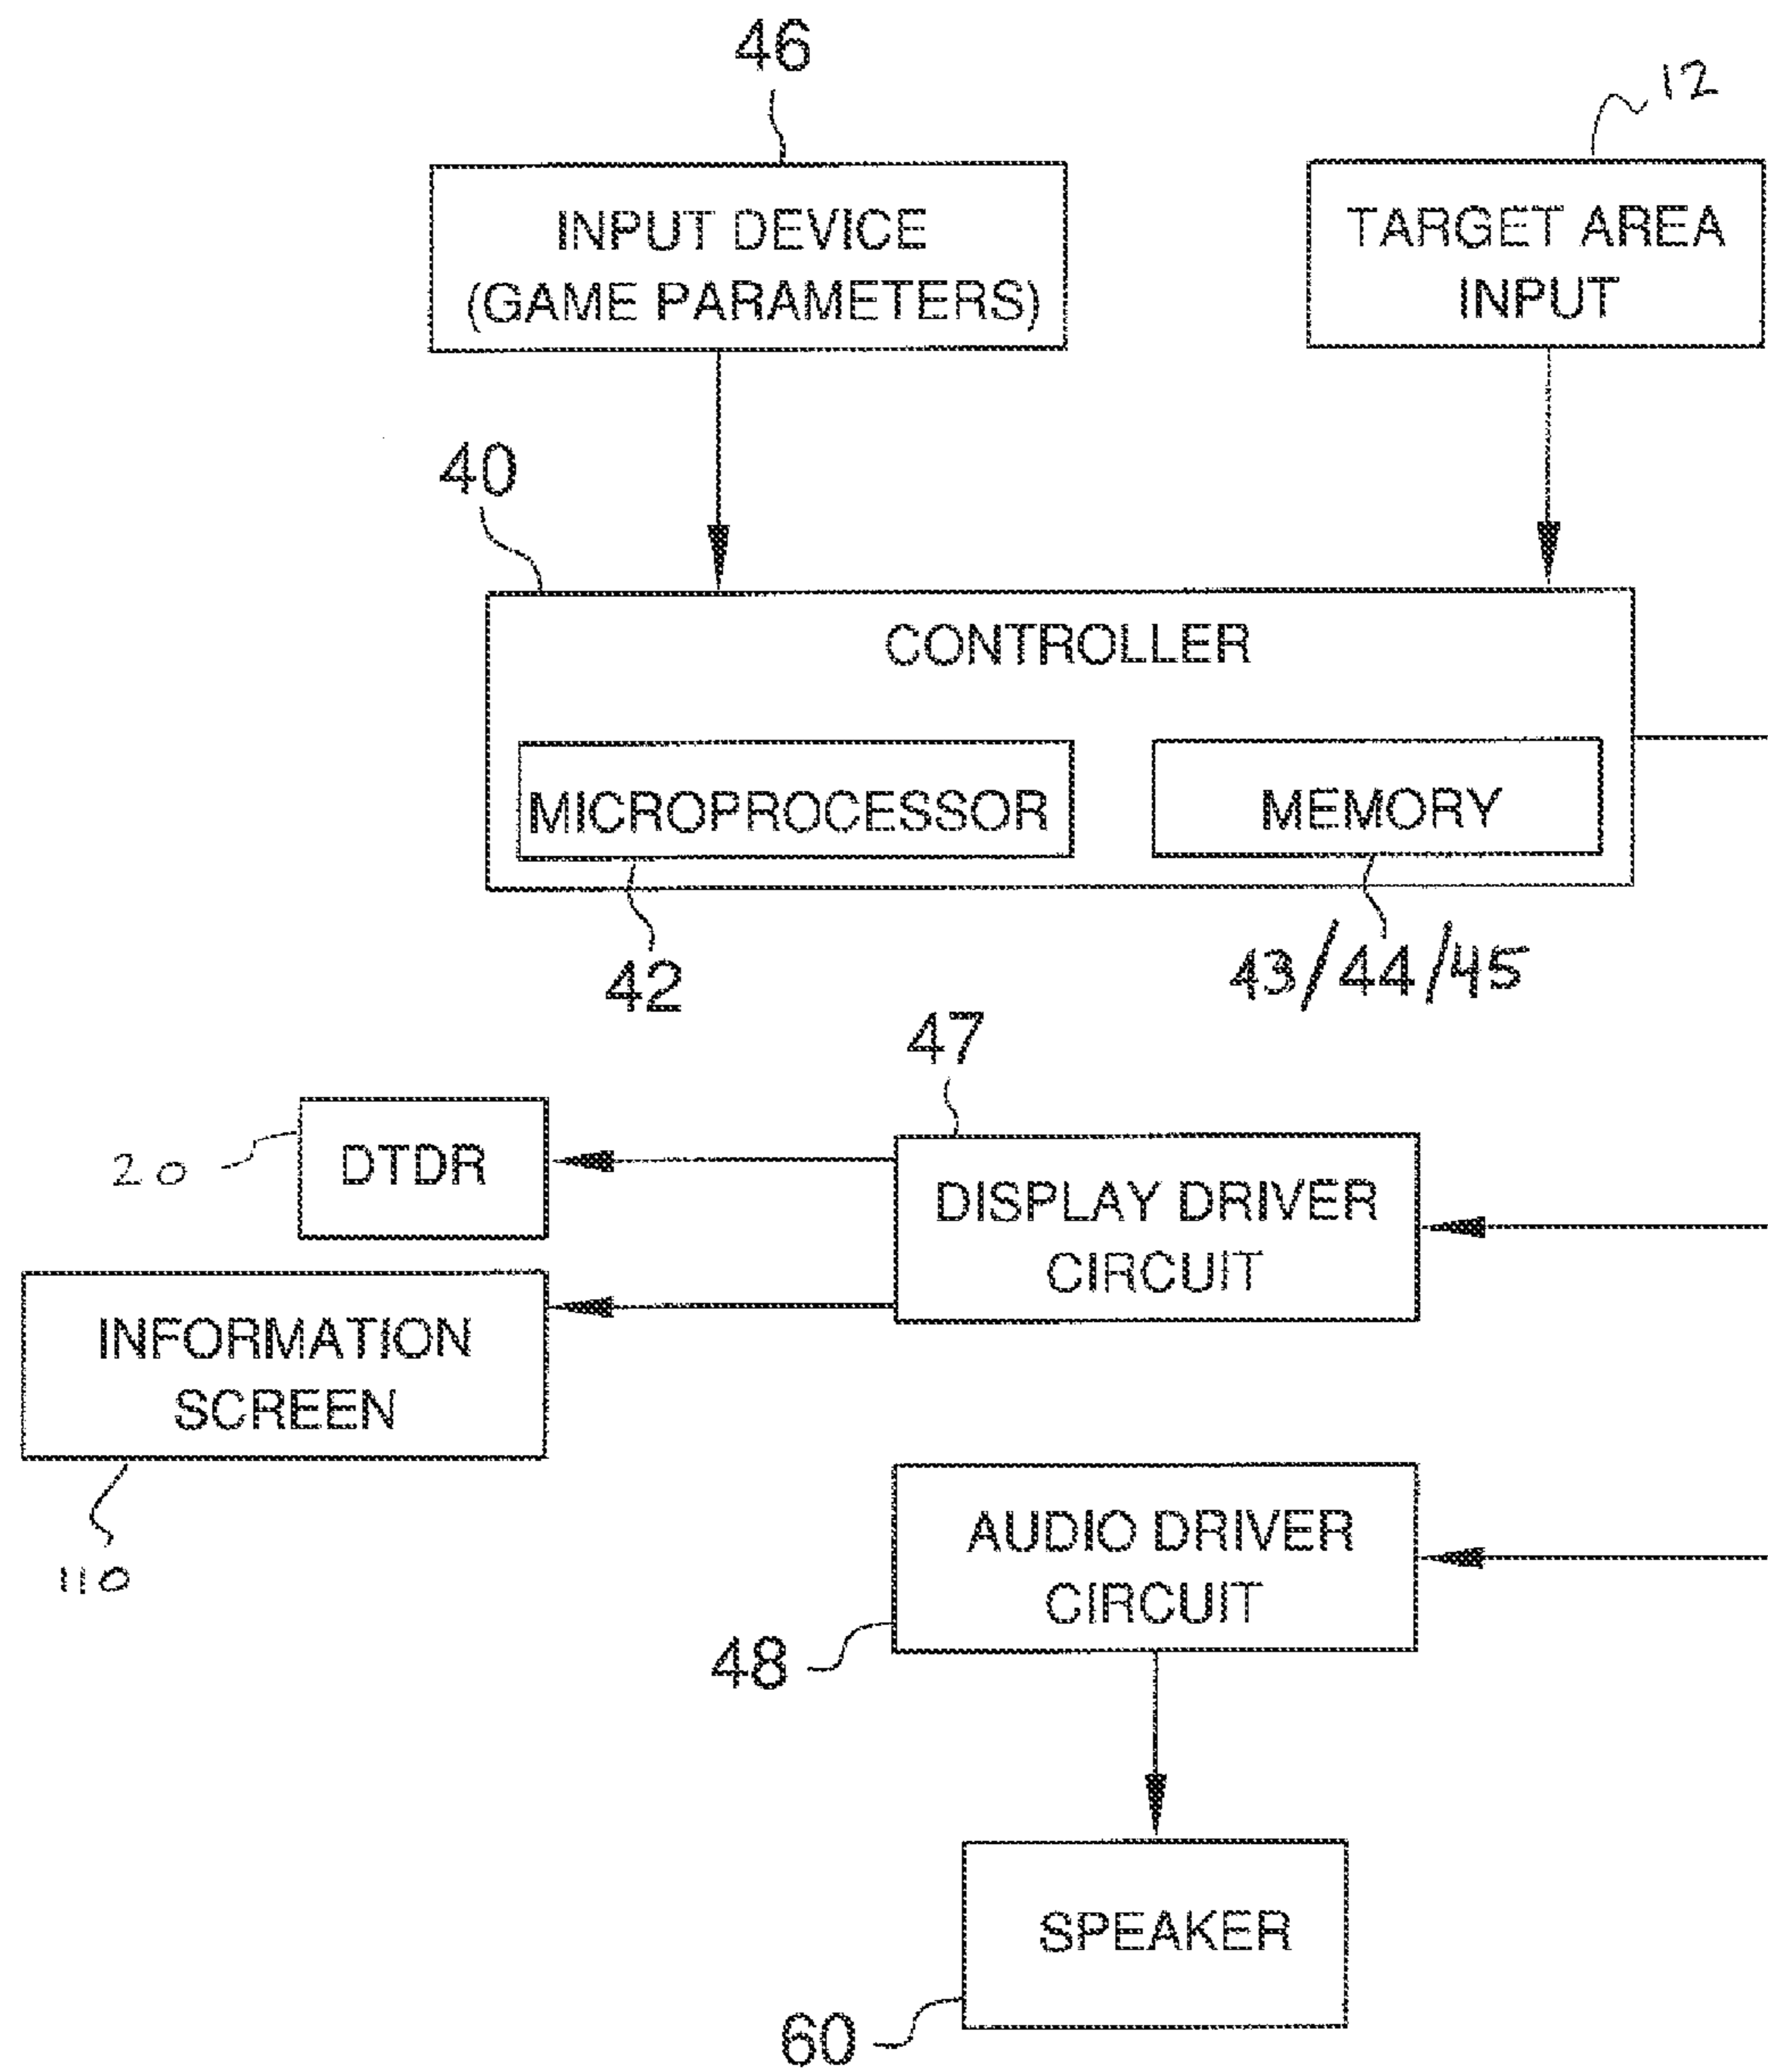 46
12
INPUT DEVICE
(GAME PARAMETERS)
TARGET AREA
INPUT
40
CONTROLLER
MICROPROCESSOR
MEMORY
42
43/44/45
47
20
DTDR
DISPLAY DRIVER
CIRCUIT
INFORMATION
SCREEN
110
AUDIO DRIVER
CIRCUIT
48
SPEAKER
60